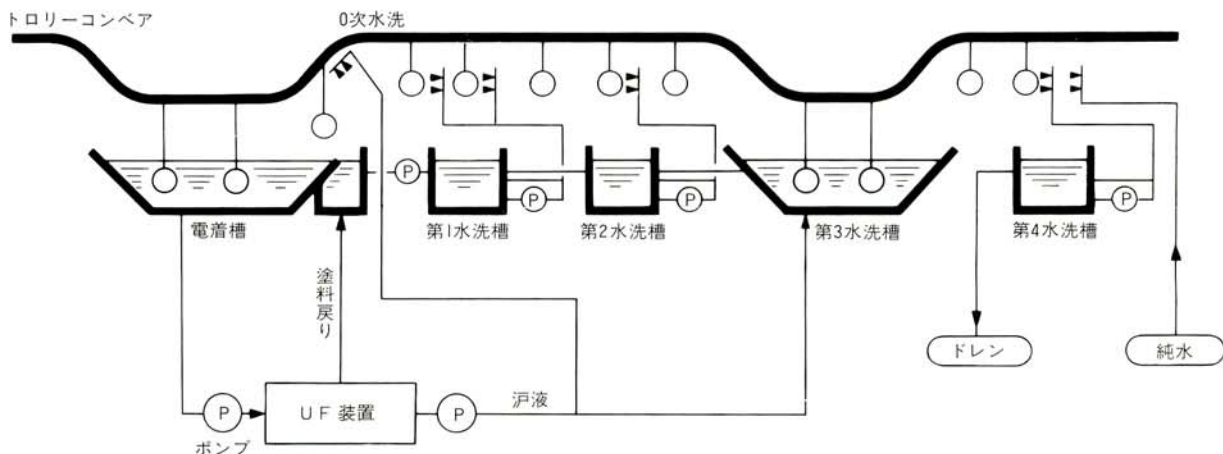 トロリーコンベア
0次水洗
P
P
P
P
電着槽
第1水洗槽
第2水洗槽
第3水洗槽
第4水洗槽
塗料戻り
ドレン
純水
P
UF装置
P
沪液
ポンプ